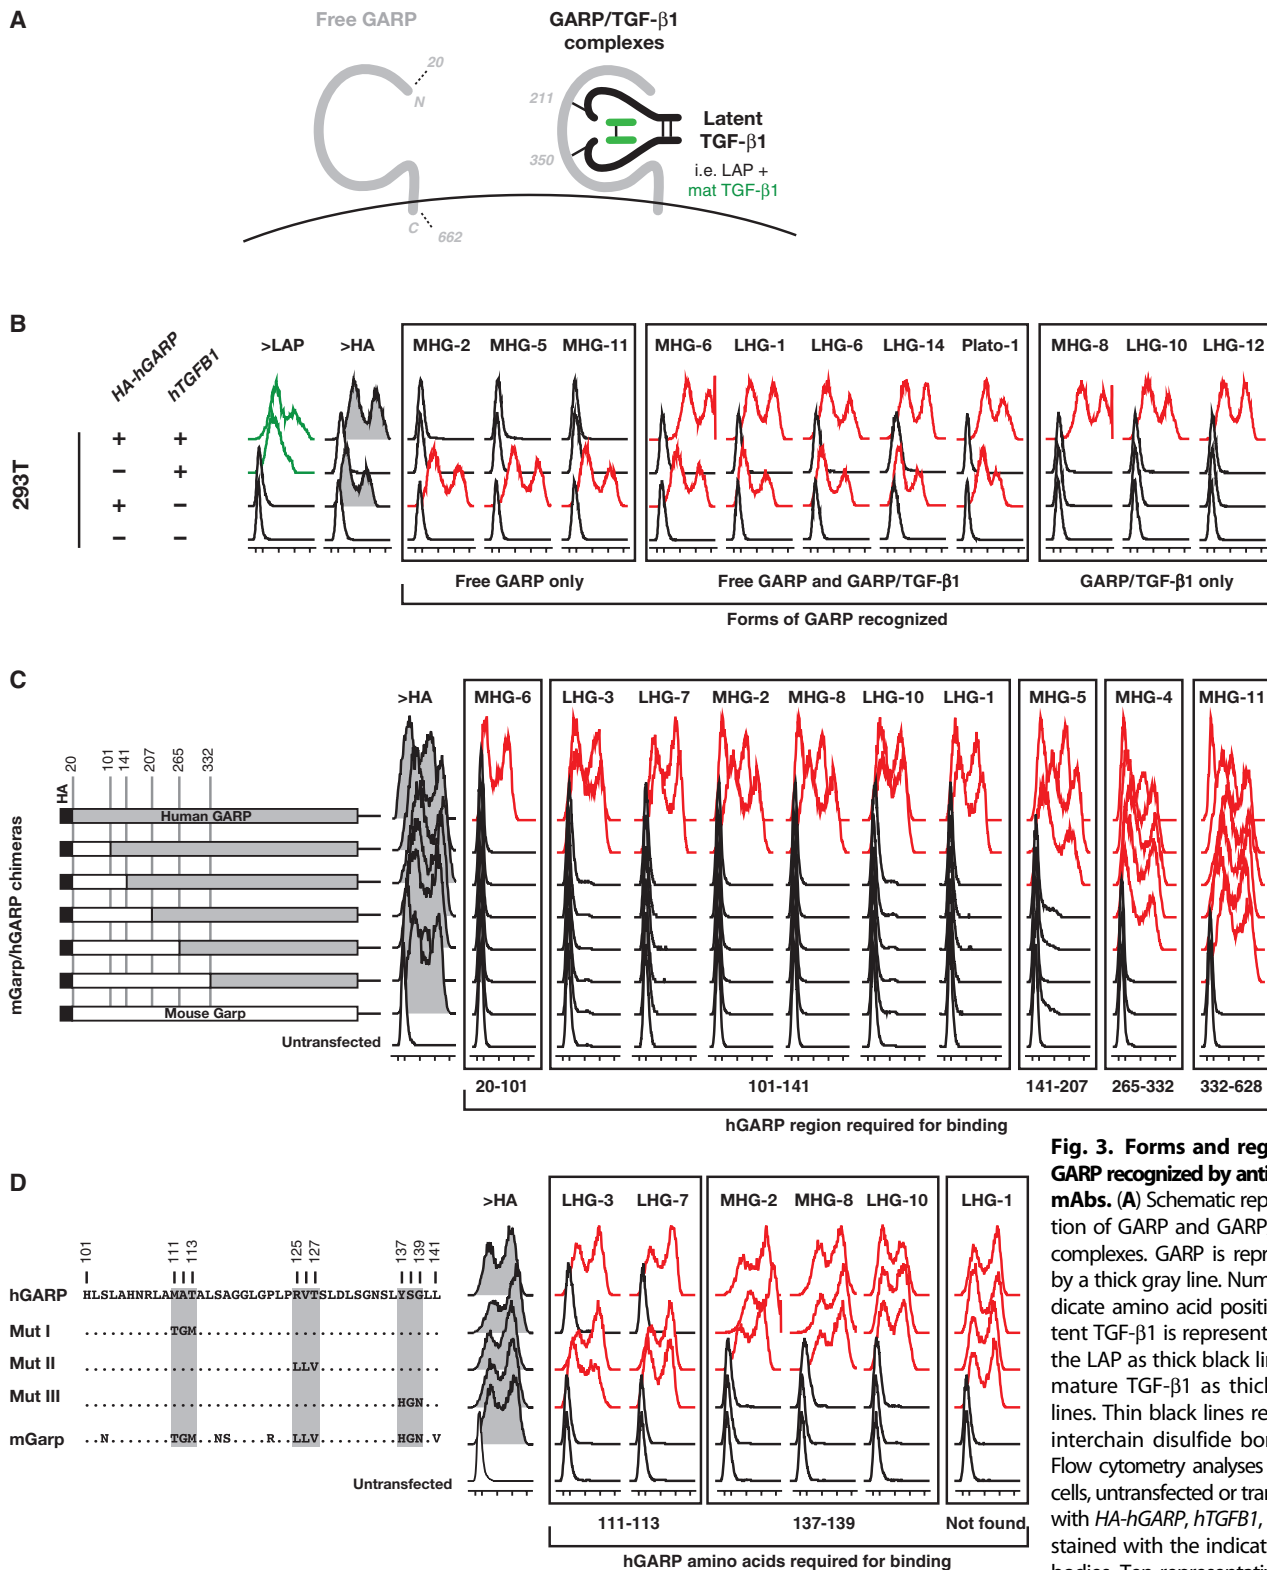 A
Free GARP
20
N
C
662
GARP/TGF-β1
complexes
211
350
Latent
TGF-β1
i.e. LAP +
mat TGF-β1
B
HA-hGARP
hTGFB1
>LAP
>HA
MHG-2
MHG-5
MHG-11
MHG-6
LHG-1
LHG-6
LHG-14
Plato-1
MHG-8
LHG-10
LHG-12
293T
+ +
– +
+ –
– –
Free GARP only
Free GARP and GARP/TGF-β1
GARP/TGF-β1 only
Forms of GARP recognized
C
mGarp/hGARP chimeras
HA
20
101
141
207
265
332
Human GARP
Mouse Garp
Untransfected
>HA
MHG-6
LHG-3
LHG-7
MHG-2
MHG-8
LHG-10
LHG-1
MHG-5
MHG-4
MHG-11
20-101
101-141
141-207
265-332
332-628
hGARP region required for binding
D
101
111
113
125
127
137
139
141
hGARP HLSLAHNRLAMATALSAGGLGPLPRVTSLDLSGNSLYSGLL
Mut I ..........TGM............................
Mut II ........................LLV..............
Mut III ....................................HGN..
mGarp ..N.......TGM..NS....R..LLV.........HGN.V
Untransfected
>HA
LHG-3
LHG-7
MHG-2
MHG-8
LHG-10
LHG-1
111-113
137-139
Not found
hGARP amino acids required for binding
Fig. 3. Forms and reg
GARP recognized by anti
mAbs. (A) Schematic rep
tion of GARP and GARP
complexes. GARP is repr
by a thick gray line. Num
dicate amino acid positi
tent TGF-β1 is represent
the LAP as thick black lin
mature TGF-β1 as thick
lines. Thin black lines re
interchain disulfide bor
Flow cytometry analyses
cells, untransfected or tran
with HA-hGARP, hTGFB1,
stained with the indicat